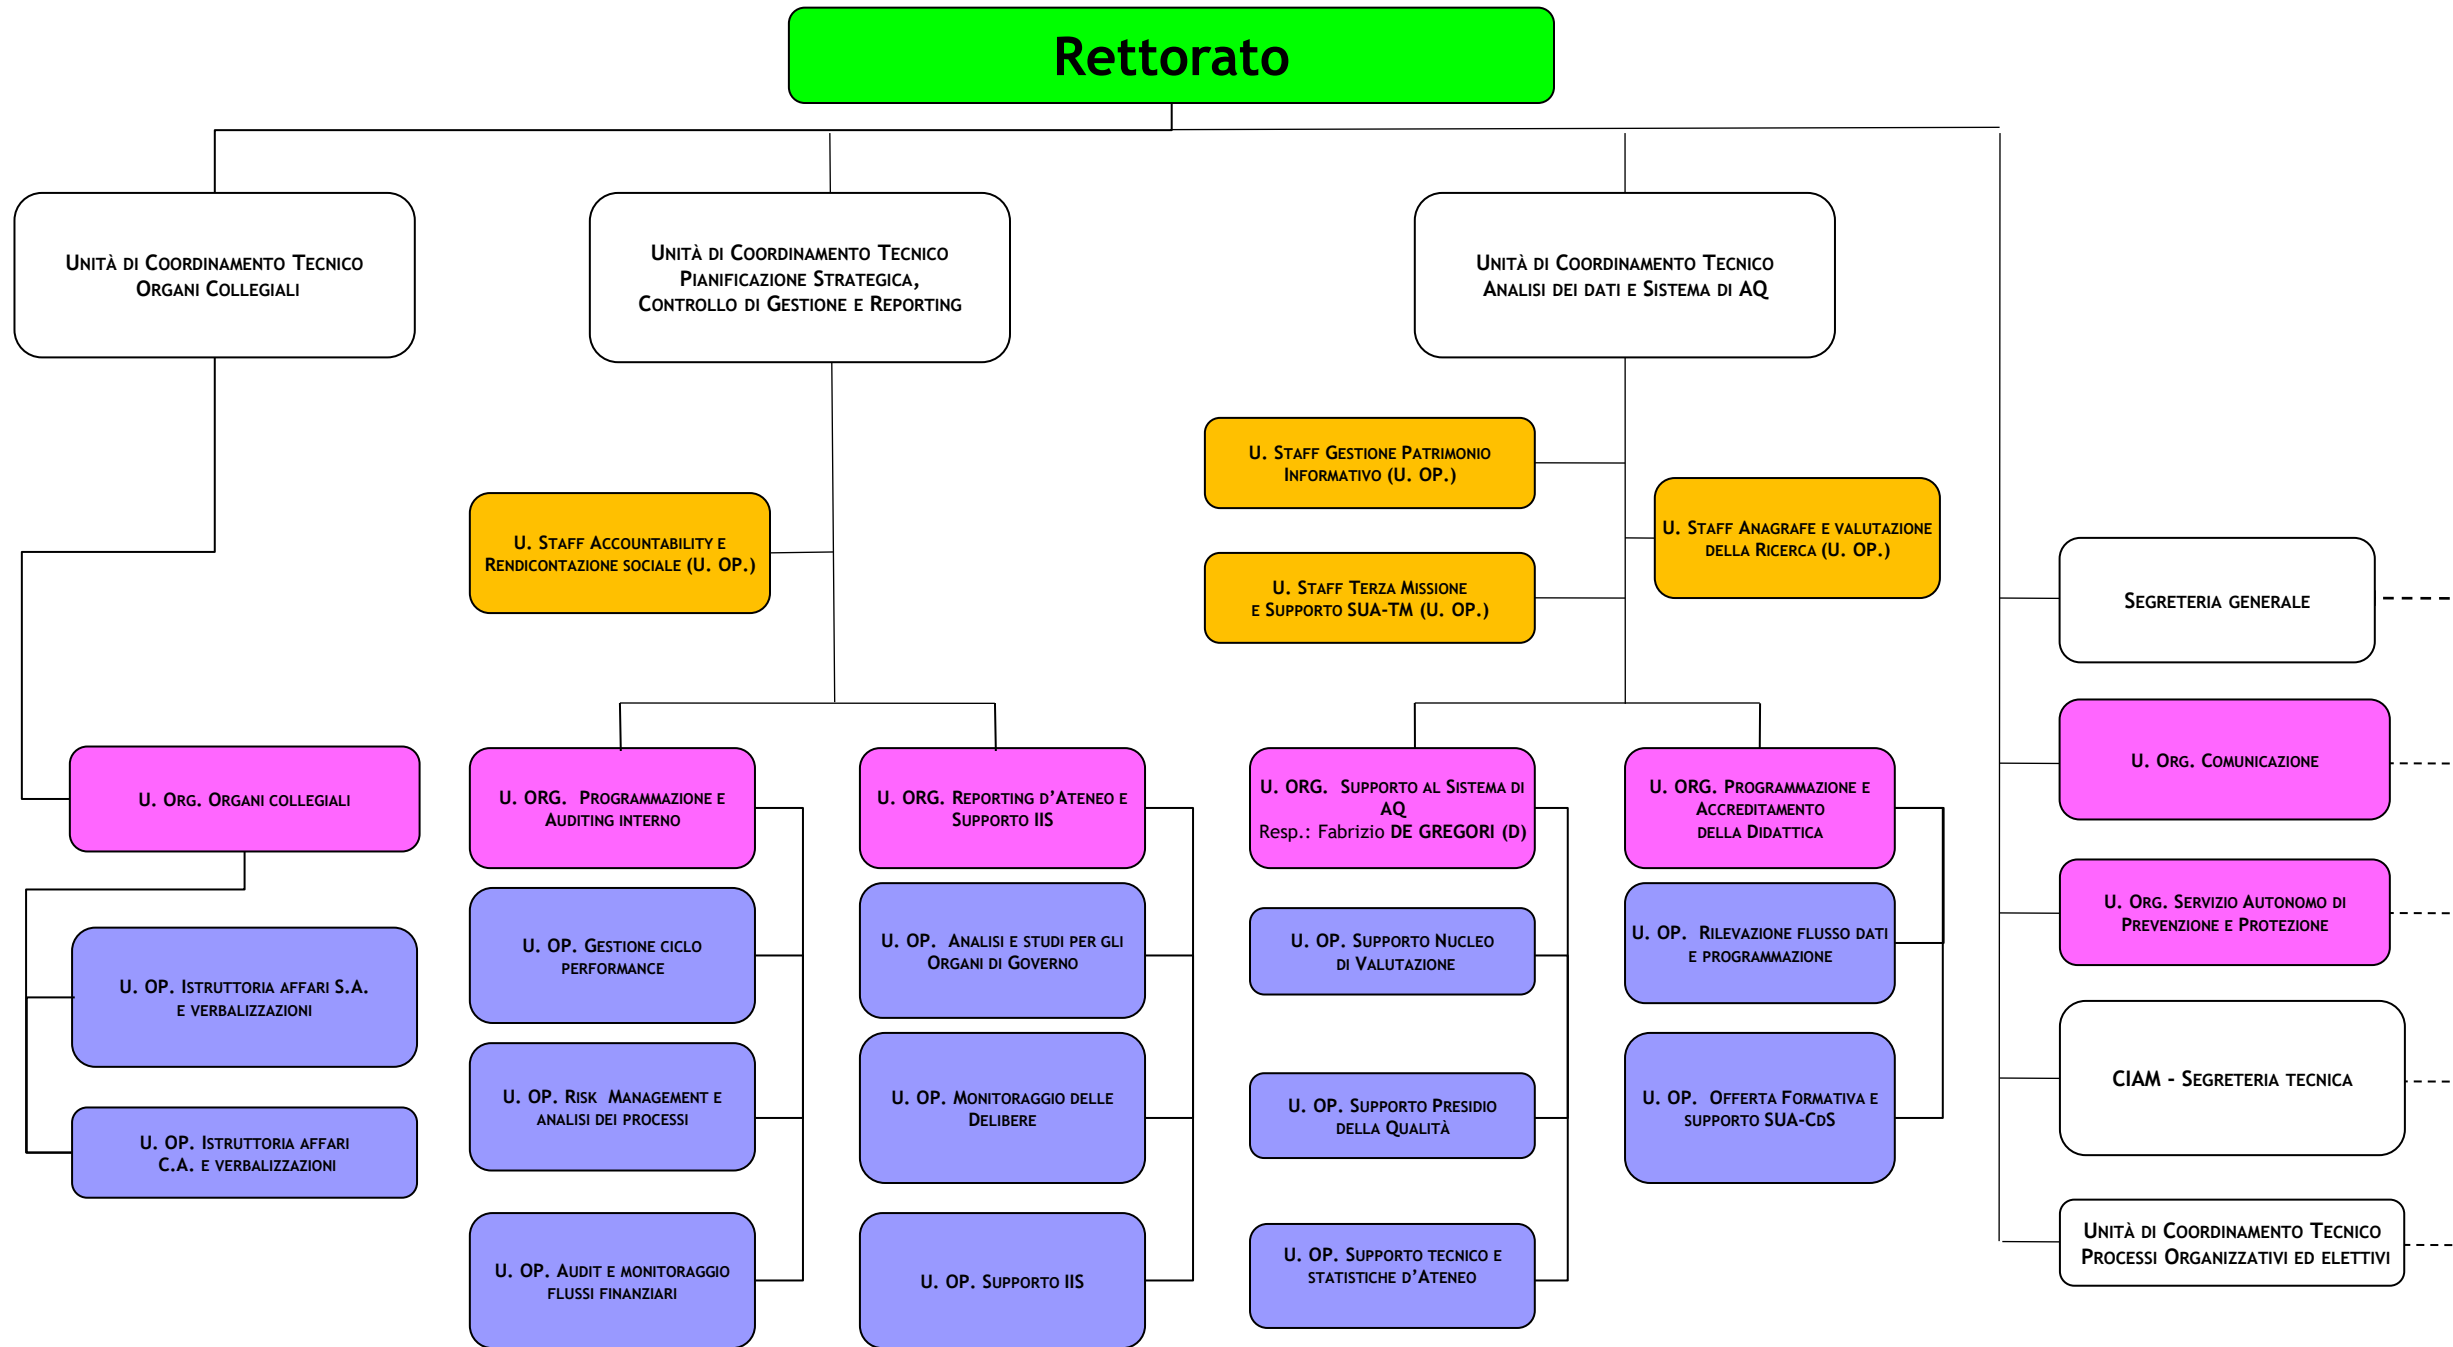 Rettorato
Unità di Coordinamento Tecnico
Organi Collegiali
Unità di Coordinamento Tecnico
Pianificazione Strategica,
Controllo di Gestione e Reporting
Unità di Coordinamento Tecnico
Analisi dei dati e Sistema di AQ
U. Staff Gestione Patrimonio
Informativo (U. OP.)
U. Staff Anagrafe e valutazione
della Ricerca (U. OP.)
U. Staff Accountability e
Rendicontazione sociale (U. OP.)
U. Staff Terza Missione
e Supporto SUA-TM (U. OP.)
Segreteria generale
U. Org. Comunicazione
U. Org. Servizio Autonomo di
Prevenzione e Protezione
CIAM - Segreteria tecnica
Unità di Coordinamento Tecnico
Processi Organizzativi ed elettivi
U. Org. Organi collegiali
U. OP. Istruttoria affari S.A.
e verbalizzazioni
U. OP. Istruttoria affari
C.A. e verbalizzazioni
U. ORG. Programmazione e
Auditing interno
U. OP. Gestione ciclo
performance
U. OP. Risk Management e
analisi dei processi
U. OP. Audit e monitoraggio
flussi finanziari
U. ORG. Reporting d'Ateneo e
Supporto IIS
U. OP. Analisi e studi per gli
Organi di Governo
U. OP. Monitoraggio delle
Delibere
U. OP. Supporto IIS
U. ORG. Supporto al Sistema di
AQ
Resp.: Fabrizio DE GREGORI (D)
U. OP. Supporto Nucleo
di Valutazione
U. OP. Supporto Presidio
della Qualità
U. OP. Supporto tecnico e
statistiche d'Ateneo
U. ORG. Programmazione e
Accreditamento
della Didattica
U. OP. Rilevazione flusso dati
e programmazione
U. OP. Offerta Formativa e
supporto SUA-CdS